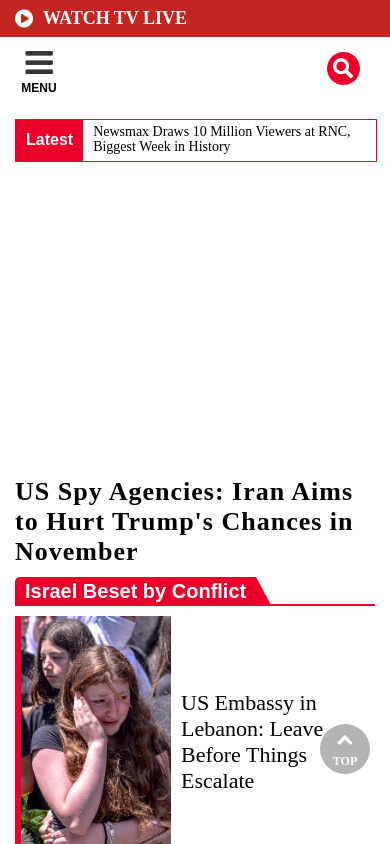 WATCH TV LIVE
MENU
Latest
Newsmax Draws 10 Million Viewers at RNC,
Biggest Week in History
US Spy Agencies: Iran Aims
to Hurt Trump's Chances in
November
Israel Beset by Conflict
US Embassy in
Lebanon: Leave
Before Things
Escalate
TOP